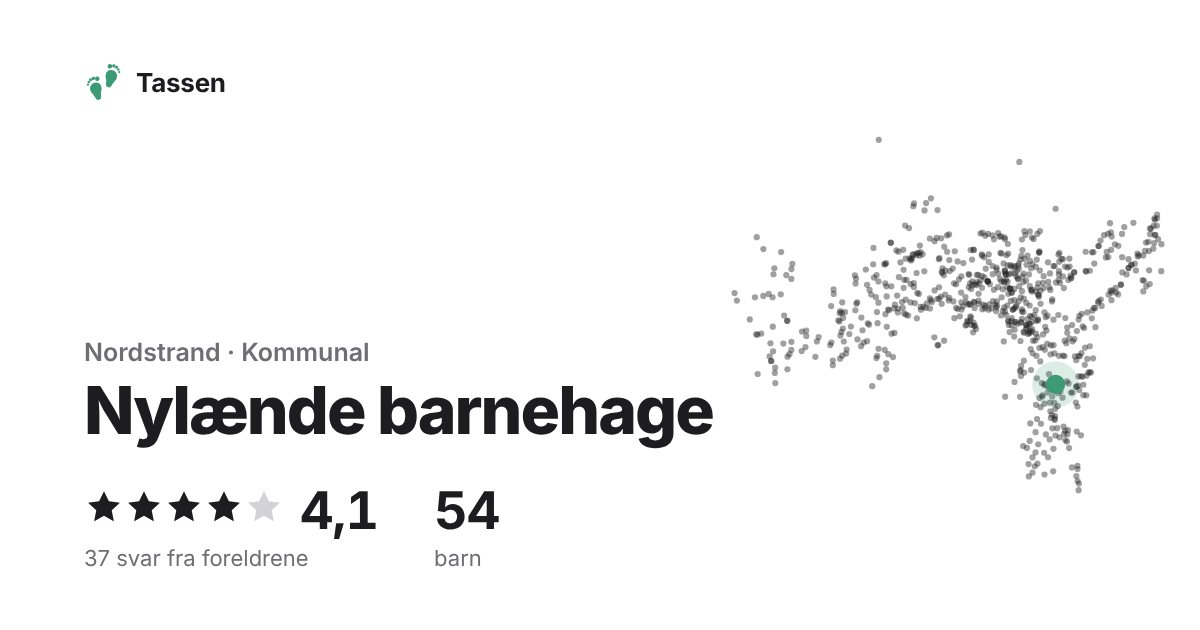 Tassen
Nordstrand · Kommunal
Nylænde barnehage
4,1 54
37 svar fra foreldrene barn